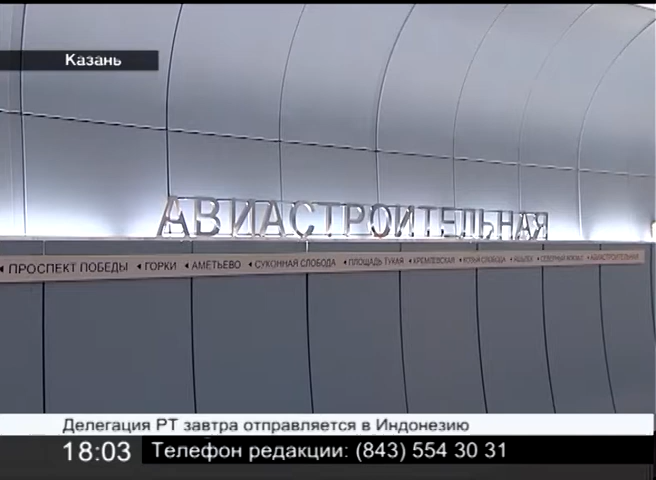 Казань
АВИАСТРОИТЕЛЬНАЯ
ПРОСПЕКТ ПОБЕДЫ ГОРКИ АМЕТЬЕВО СУКОННАЯ СЛОБОДА ПЛОЩАДЬ ТУКАЯ КРЕМЛЕВСКАЯ КОЗЬЯ СЛОБОДА ЯШЬЛЕК СЕВЕРНЫЙ ВОКЗАЛ АВИАСТРОИТЕЛЬНАЯ
Делегация РТ завтра отправляется в Индонезию
18:03 Телефон редакции: (843) 554 30 31